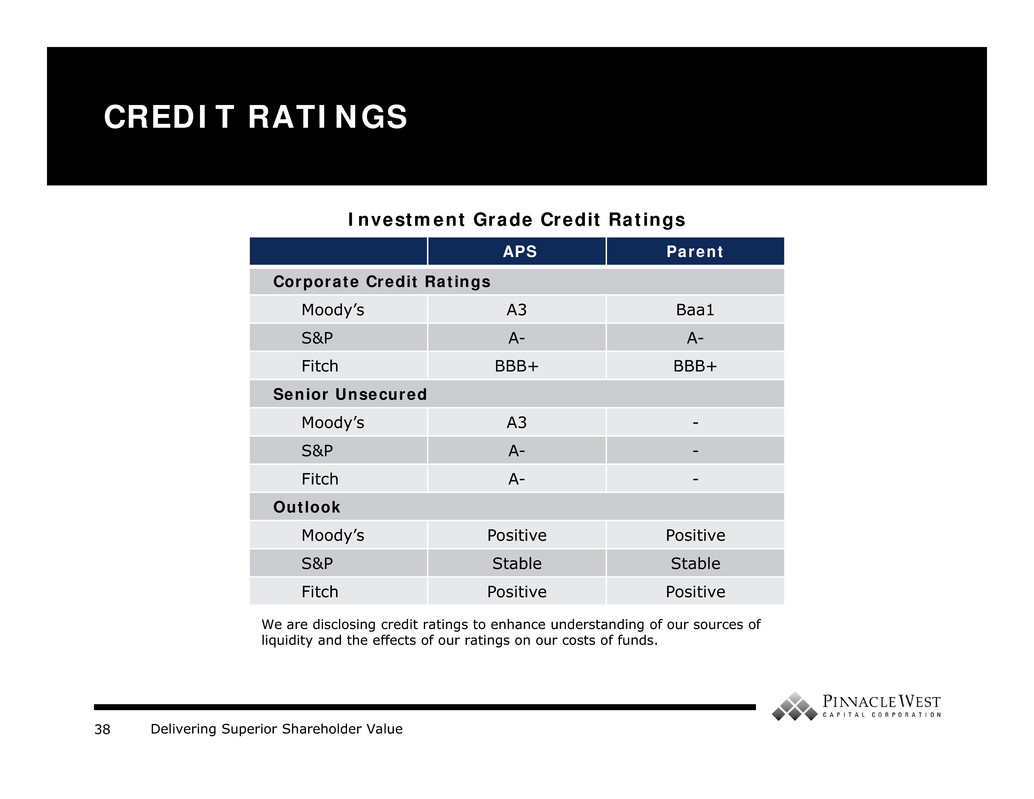 CREDIT RATINGS
Investment Grade Credit Ratings
APS Parent
Corporate Credit Ratings
Moody’s A3 Baa1
S&P A- A-
Fitch BBB+ BBB+
Senior Unsecured
Moody’s A3 -
S&P A- -
Fitch A- -
Outlook
Moody’s Positive Positive
S&P Stable Stable
Fitch Positive Positive
We are disclosing credit ratings to enhance understanding of our sources of
liquidity and the effects of our ratings on our costs of funds.
PINNACLE WEST
CAPITAL CORPORATION
38 Delivering Superior Shareholder Value